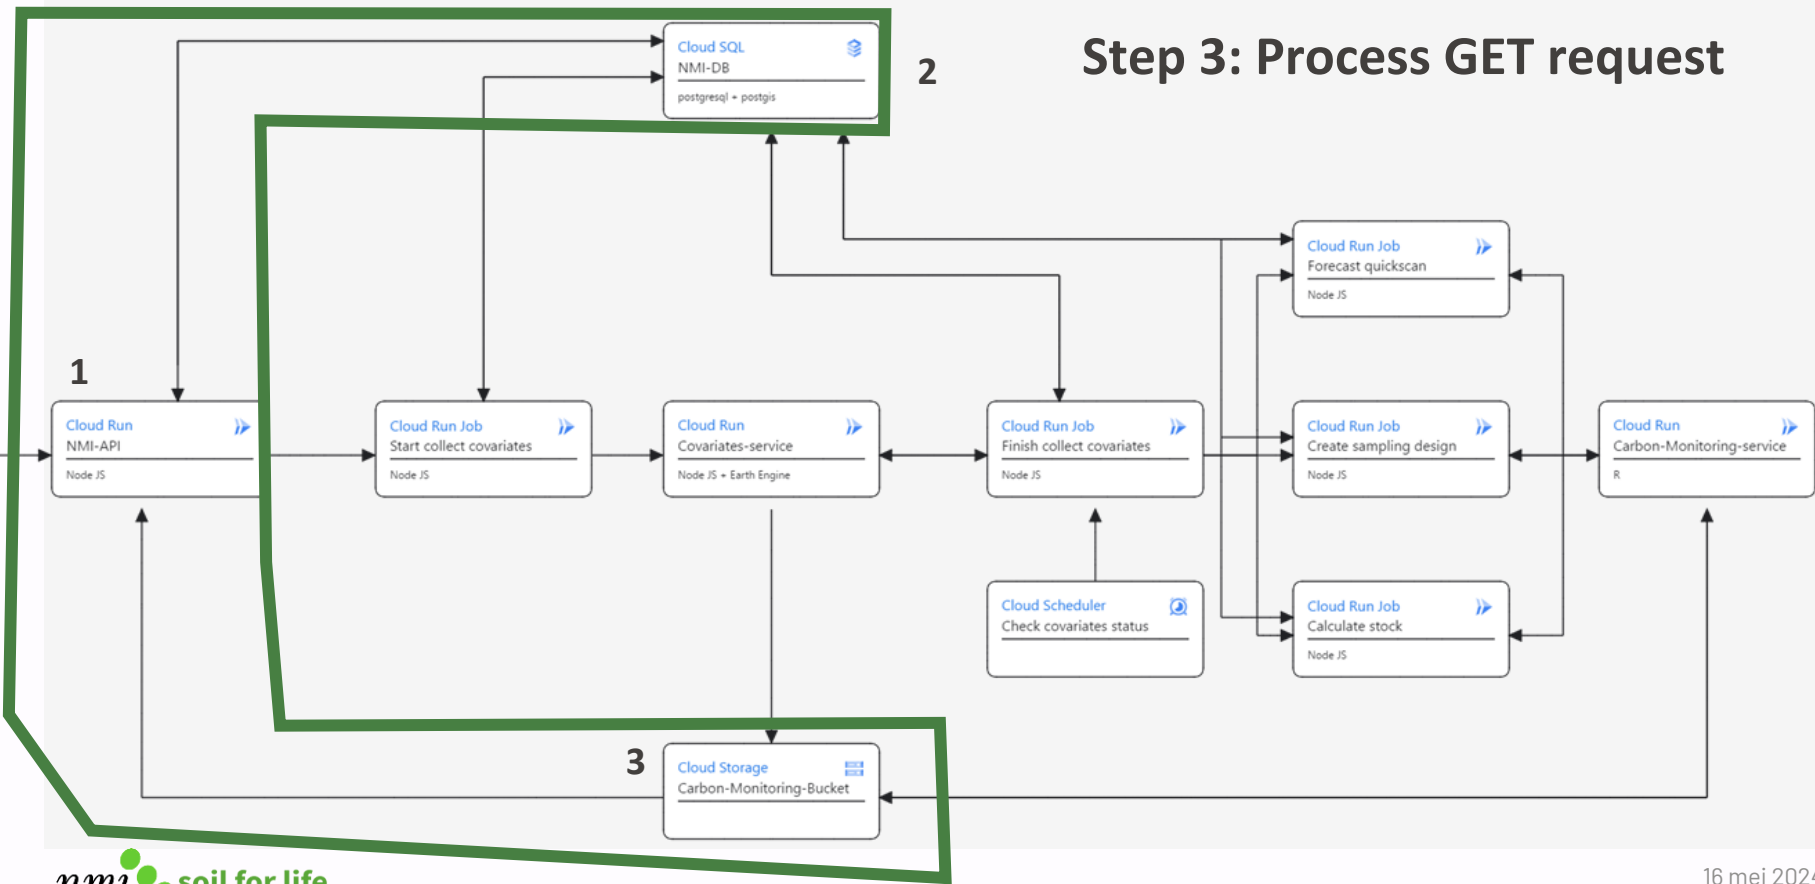 Step 3: Process GET request
Cloud SQL
NMI-DB
postgresql + postgis
2
Cloud Run Job
Forecast quickscan
Node JS
1
Cloud Run
NMI-API
Node JS
Cloud Run Job
Start collect covariates
Node JS
Cloud Run
Covariates-service
Node JS + Earth Engine
Cloud Run Job
Finish collect covariates
Node JS
Cloud Run Job
Create sampling design
Node JS
Cloud Run
Carbon-Monitoring-service
R
Cloud Scheduler
Check covariates status
Cloud Run Job
Calculate stock
Node JS
3
Cloud Storage
Carbon-Monitoring-Bucket
nmi soil for life
16 mei 2024